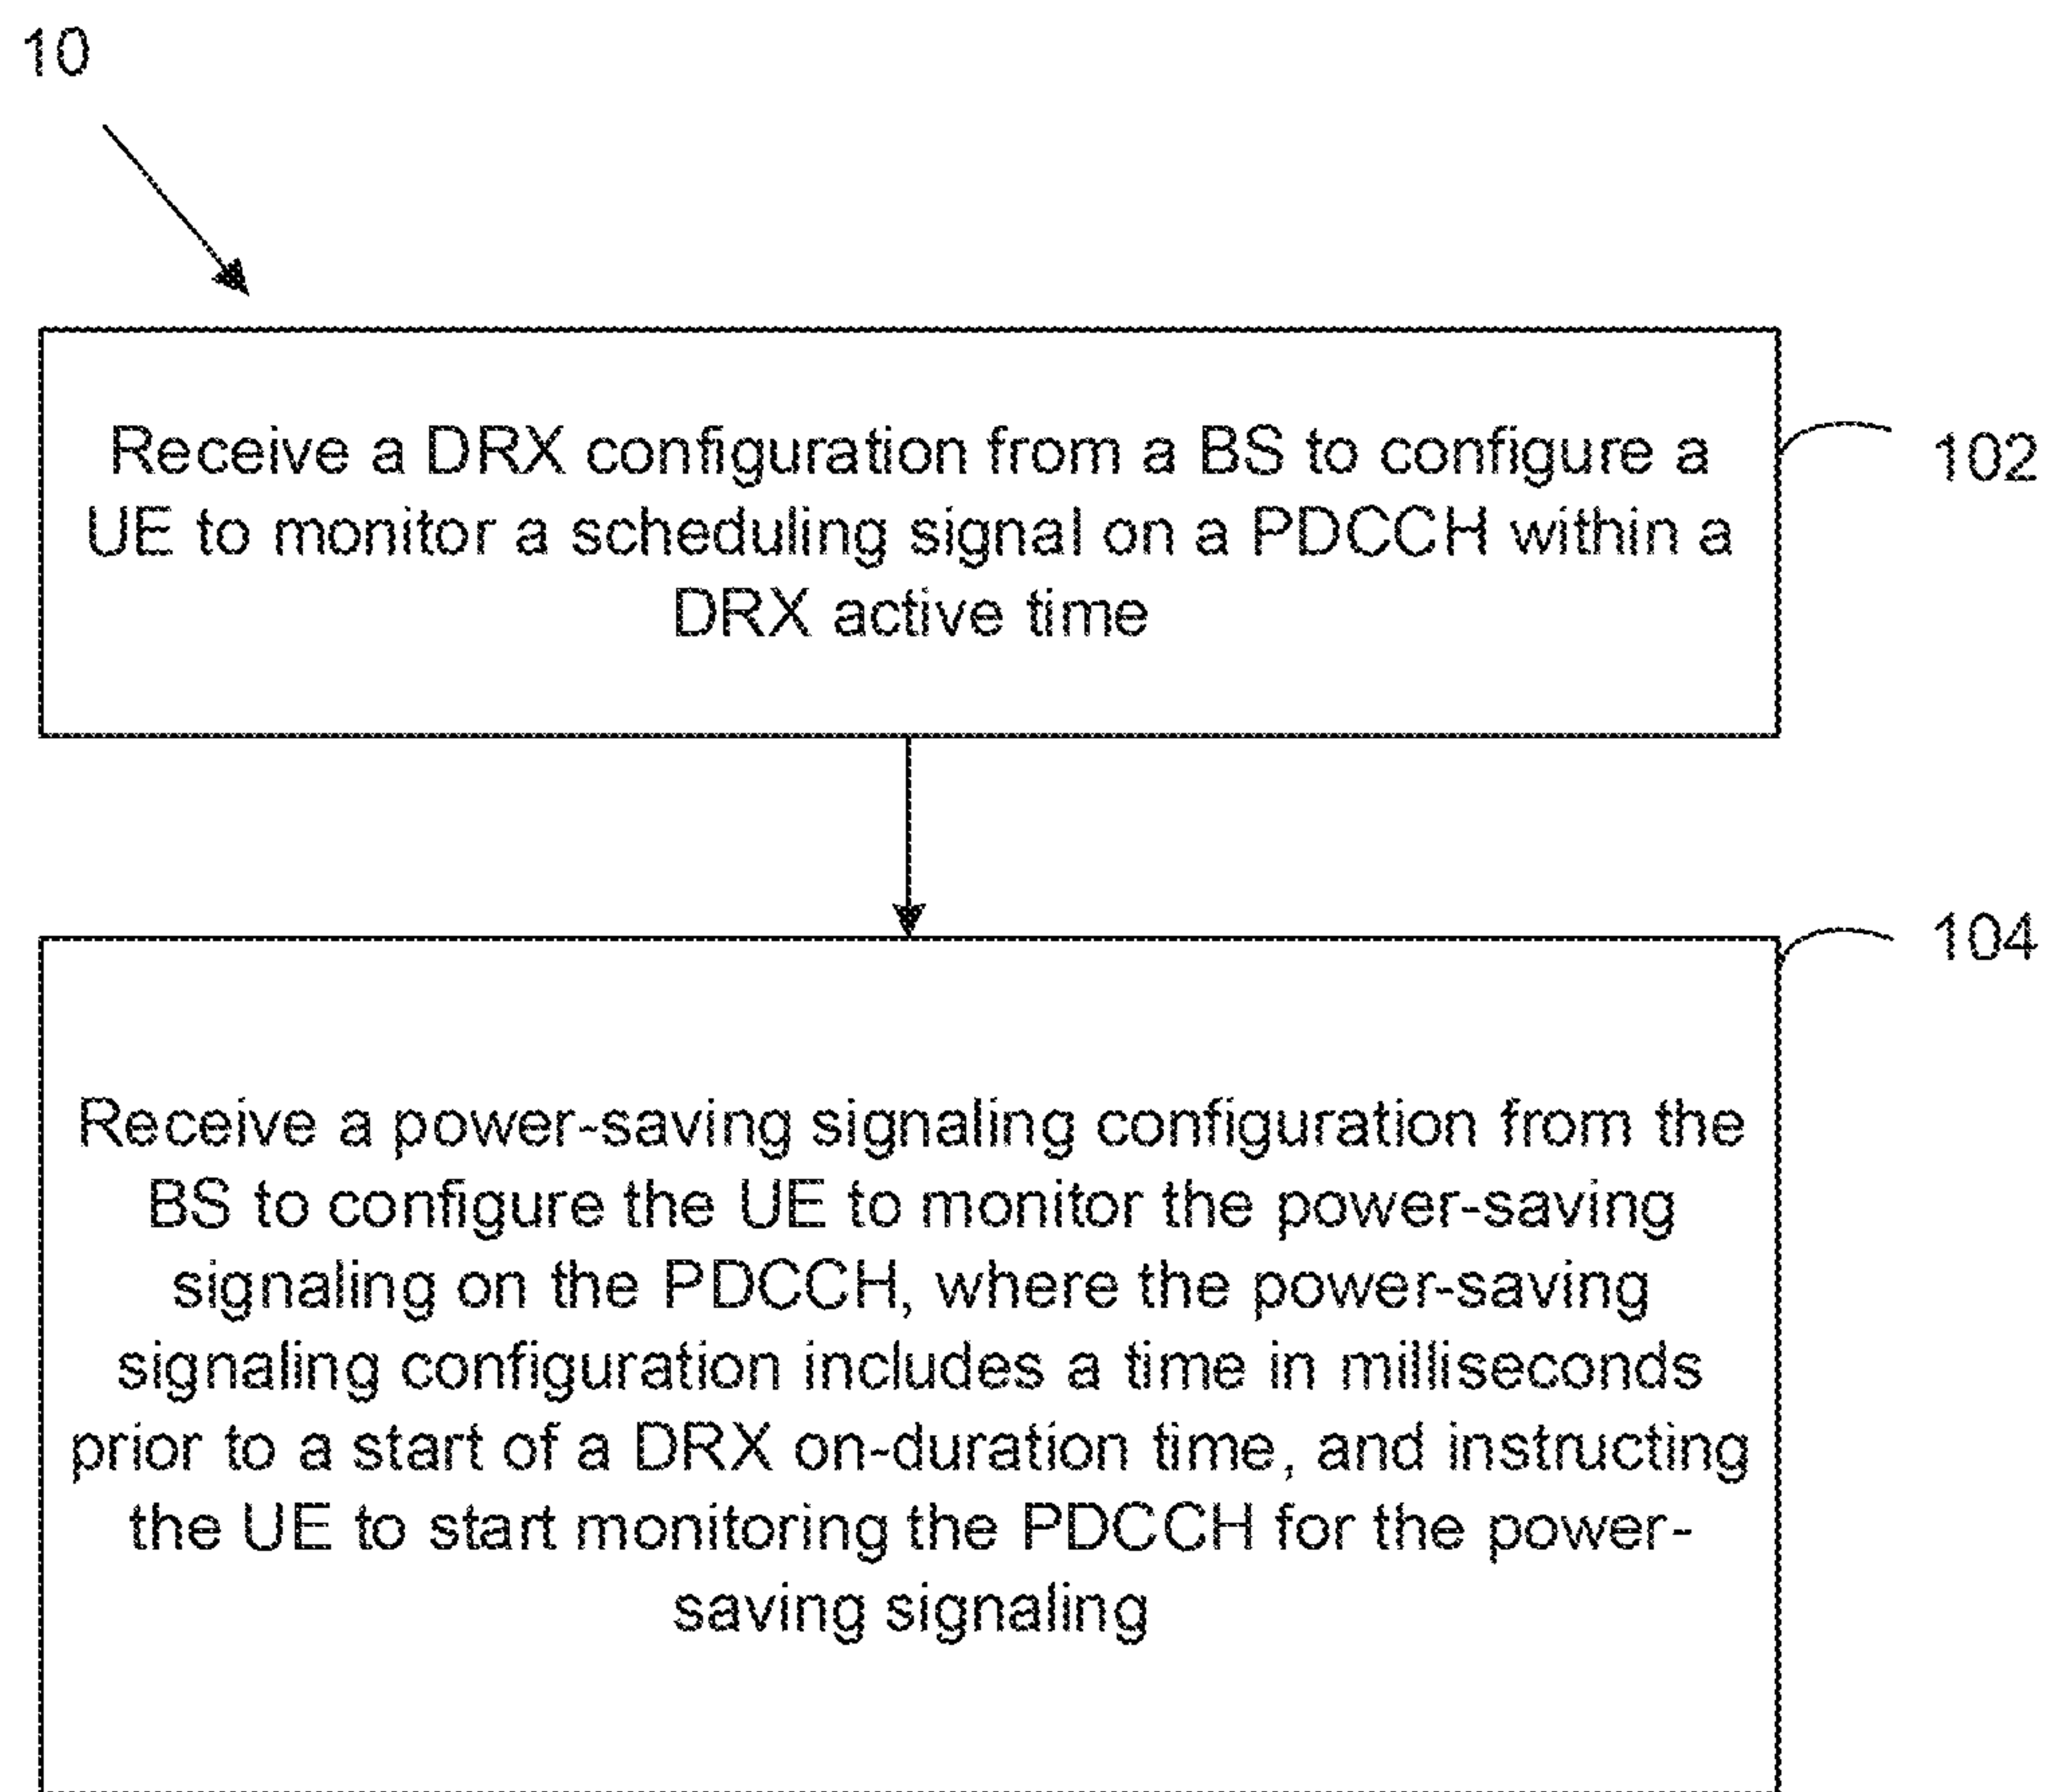 10
Receive a DRX configuration from a BS to configure a
UE to monitor a scheduling signal on a PDCCH within a
DRX active time
102
104
Receive a power-saving signaling configuration from the
BS to configure the UE to monitor the power-saving
signaling on the PDCCH, where the power-saving
signaling configuration includes a time in milliseconds
prior to a start of a DRX on-duration time, and instructing
the UE to start monitoring the PDCCH for the power-
saving signaling